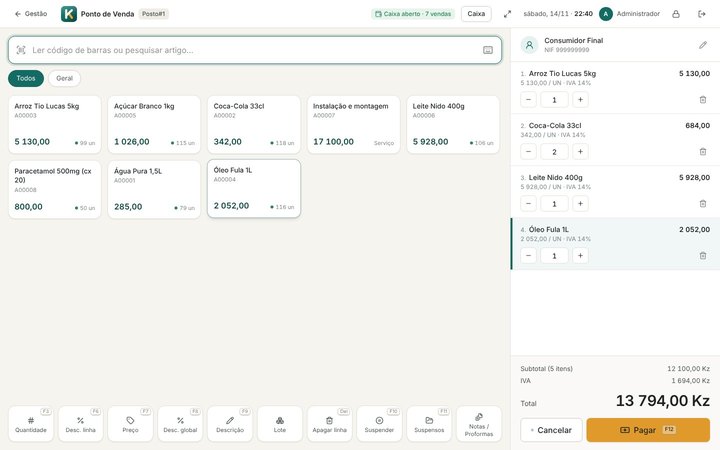 Gestão
K
Ponto de Venda
Posto#1
Caixa aberto · 7 vendas
Caixa
sábado, 14/11 · 22:40
A
Administrador
Ler código de barras ou pesquisar artigo...
Todos
Geral
Arroz Tio Lucas 5kg
A00003
5 130,00
99 un
Açúcar Branco 1kg
A00005
1 026,00
115 un
Coca-Cola 33cl
A00002
342,00
118 un
Instalação e montagem
A00007
17 100,00
Serviço
Leite Nido 400g
A00006
5 928,00
106 un
Paracetamol 500mg (cx
20)
A00008
800,00
50 un
Água Pura 1,5L
A00001
285,00
79 un
Óleo Fula 1L
A00004
2 052,00
116 un
F3
Quantidade
F6
Desc. linha
F7
Preço
F8
Desc. global
F9
Descrição
Lote
Del
Apagar linha
F10
Suspender
F11
Suspensos
Notas /
Proformas
Consumidor Final
NIF 999999999
1. Arroz Tio Lucas 5kg
5 130,00
5 130,00 / UN · IVA 14%
− 1 +
2. Coca-Cola 33cl
684,00
342,00 / UN · IVA 14%
− 2 +
3. Leite Nido 400g
5 928,00
5 928,00 / UN · IVA 14%
− 1 +
4. Óleo Fula 1L
2 052,00
2 052,00 / UN · IVA 14%
− 1 +
Subtotal (5 itens)
12 100,00 Kz
IVA
1 694,00 Kz
Total
13 794,00 Kz
Cancelar
Pagar
F12